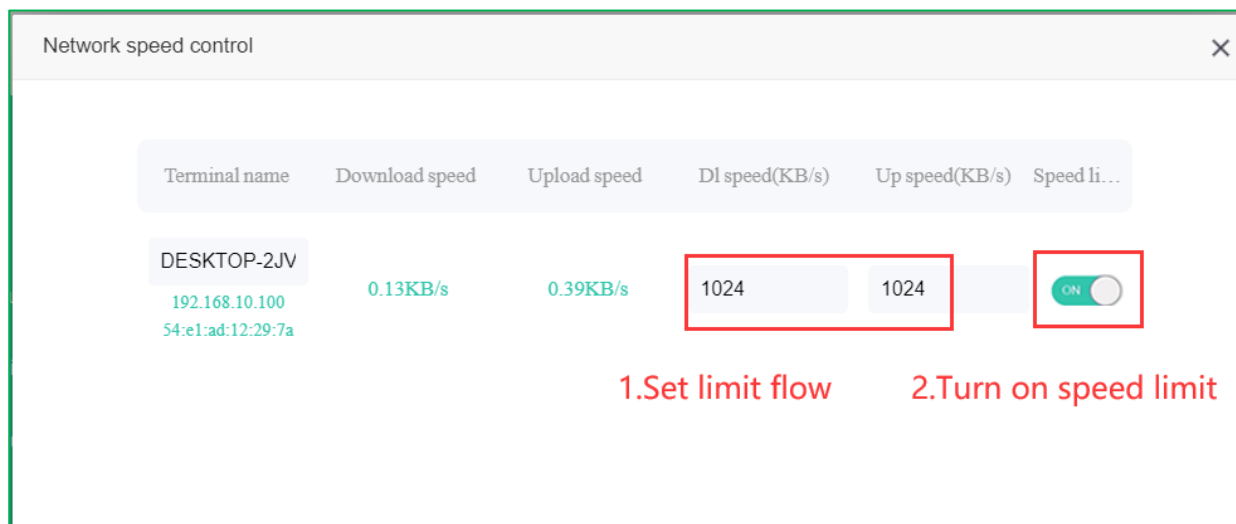 Network speed control
Terminal name Download speed Upload speed Dl speed(KB/s) Up speed(KB/s) Speed li...
DESKTOP-2JV
192.168.10.100
54:e1:ad:12:29:7a
0.13KB/s 0.39KB/s 1024 1024 ON
1.Set limit flow 2.Turn on speed limit